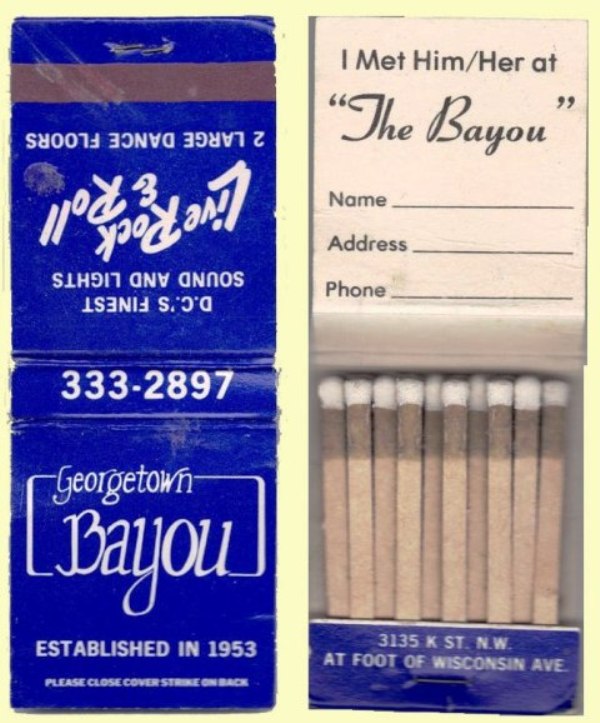 2 LARGE DANCE FLOORS
Live Rock
& Roll
D.C.'S FINEST
SOUND AND LIGHTS
333-2897
Georgetown
Bayou
ESTABLISHED IN 1953
PLEASE CLOSE COVER STRIKE ON BACK
I Met Him/Her at
“The Bayou”
Name
Address
Phone
3135 K ST. N.W.
AT FOOT OF WISCONSIN AVE.